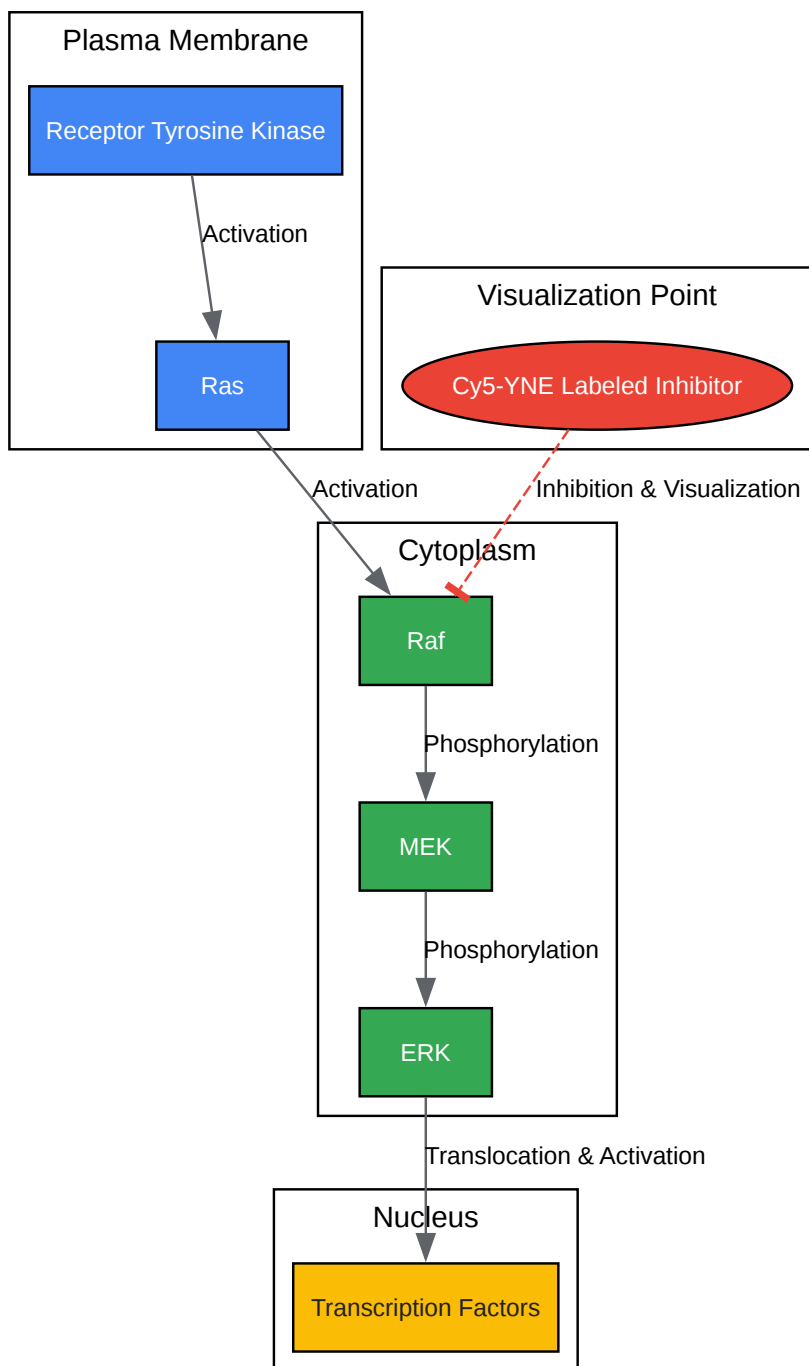 Plasma Membrane
Receptor Tyrosine Kinase
Activation
Visualization Point
Ras
Cy5-YNE Labeled Inhibitor
Activation
Inhibition & Visualization
Cytoplasm
Raf
Phosphorylation
MEK
Phosphorylation
ERK
Translocation & Activation
Nucleus
Transcription Factors